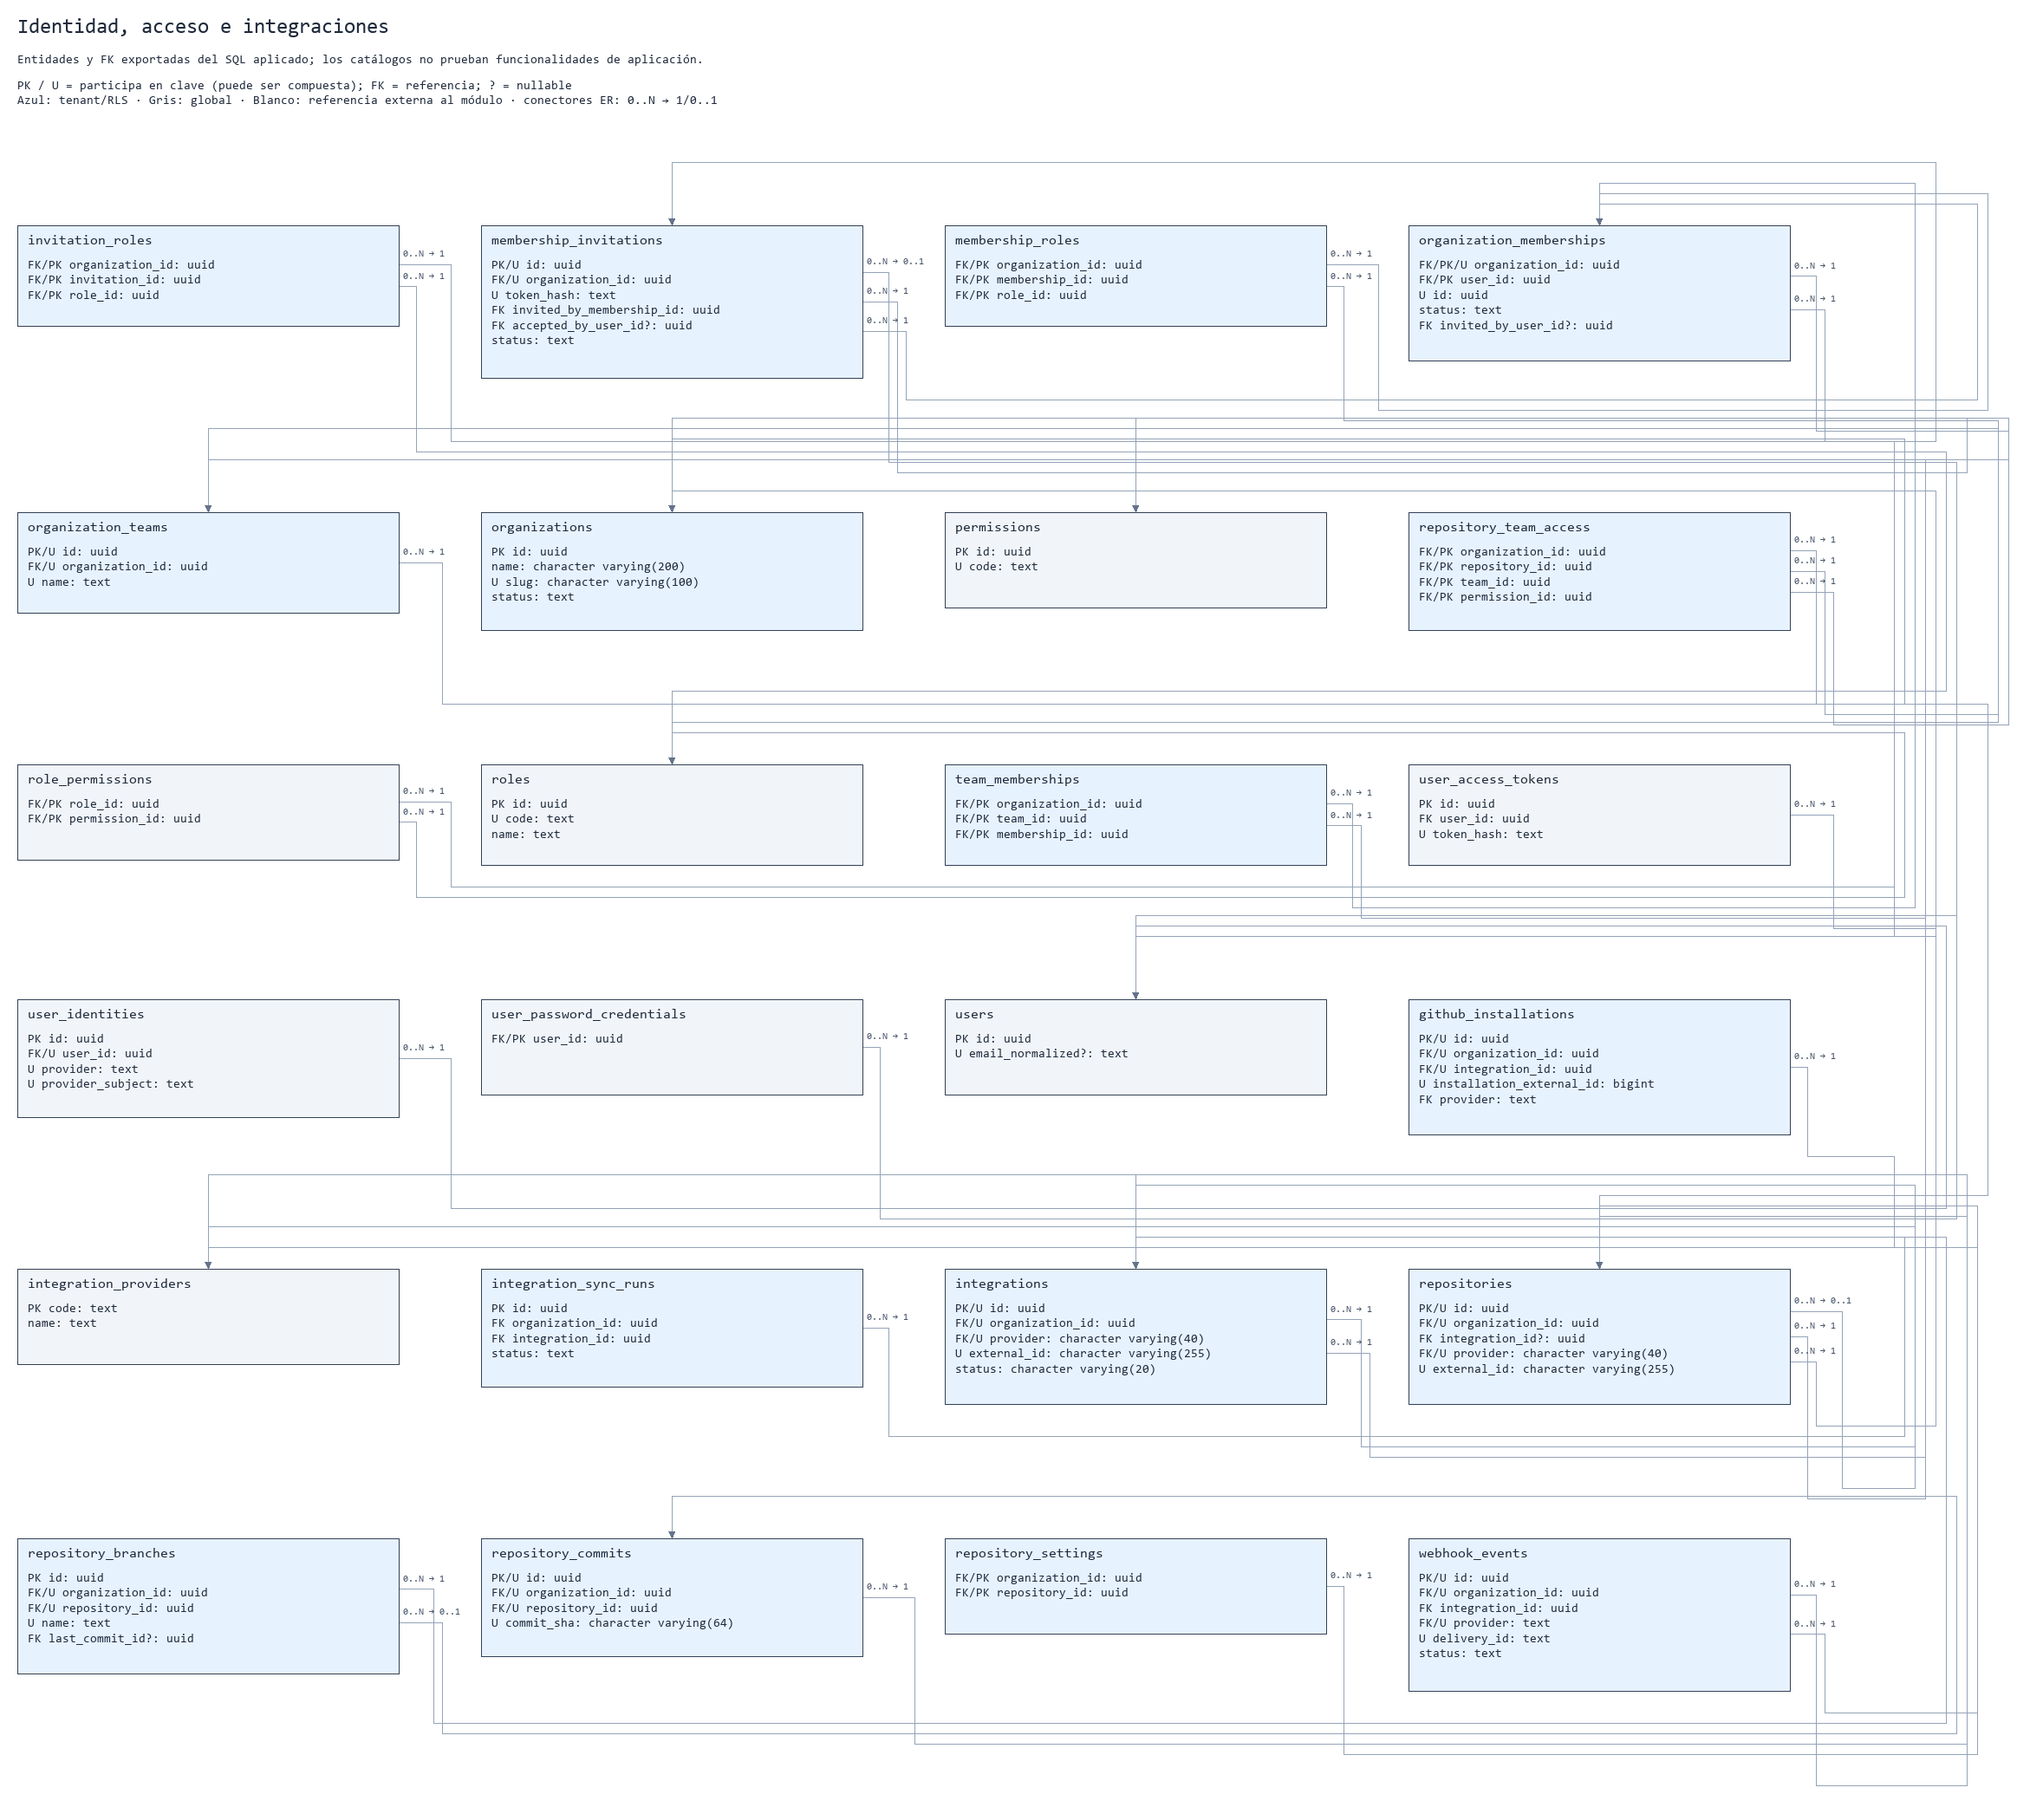 Identidad, acceso e integraciones
Entidades y FK exportadas del SQL aplicado; los catálogos no prueban funcionalidades de aplicación.
PK / U = participa en clave (puede ser compuesta); FK = referencia; ? = nullable
Azul: tenant/RLS · Gris: global · Blanco: referencia externa al módulo · conectores ER: 0..N → 1/0..1
invitation_roles
FK/PK organization_id: uuid
FK/PK invitation_id: uuid
FK/PK role_id: uuid
0..N → 1
0..N → 1
membership_invitations
PK/U id: uuid
FK/U organization_id: uuid
U token_hash: text
FK invited_by_membership_id: uuid
FK accepted_by_user_id?: uuid
status: text
0..N → 0..1
0..N → 1
0..N → 1
membership_roles
FK/PK organization_id: uuid
FK/PK membership_id: uuid
FK/PK role_id: uuid
0..N → 1
0..N → 1
organization_memberships
FK/PK/U organization_id: uuid
FK/PK user_id: uuid
U id: uuid
status: text
FK invited_by_user_id?: uuid
0..N → 1
0..N → 1
organization_teams
PK/U id: uuid
FK/U organization_id: uuid
U name: text
0..N → 1
organizations
PK id: uuid
name: character varying(200)
U slug: character varying(100)
status: text
permissions
PK id: uuid
U code: text
repository_team_access
FK/PK organization_id: uuid
FK/PK repository_id: uuid
FK/PK team_id: uuid
FK/PK permission_id: uuid
0..N → 1
0..N → 1
0..N → 1
role_permissions
FK/PK role_id: uuid
FK/PK permission_id: uuid
0..N → 1
0..N → 1
roles
PK id: uuid
U code: text
name: text
team_memberships
FK/PK organization_id: uuid
FK/PK team_id: uuid
FK/PK membership_id: uuid
0..N → 1
0..N → 1
user_access_tokens
PK id: uuid
FK user_id: uuid
U token_hash: text
0..N → 1
user_identities
PK id: uuid
FK/U user_id: uuid
U provider: text
U provider_subject: text
0..N → 1
user_password_credentials
FK/PK user_id: uuid
0..N → 1
users
PK id: uuid
U email_normalized?: text
github_installations
PK/U id: uuid
FK/U organization_id: uuid
FK/U integration_id: uuid
U installation_external_id: bigint
FK provider: text
0..N → 1
integration_providers
PK code: text
name: text
integration_sync_runs
PK id: uuid
FK organization_id: uuid
FK integration_id: uuid
status: text
0..N → 1
integrations
PK/U id: uuid
FK/U organization_id: uuid
FK/U provider: character varying(40)
U external_id: character varying(255)
status: character varying(20)
0..N → 1
0..N → 1
repositories
PK/U id: uuid
FK/U organization_id: uuid
FK integration_id?: uuid
FK/U provider: character varying(40)
U external_id: character varying(255)
0..N → 0..1
0..N → 1
0..N → 1
repository_branches
PK id: uuid
FK/U organization_id: uuid
FK/U repository_id: uuid
U name: text
FK last_commit_id?: uuid
0..N → 1
0..N → 0..1
repository_commits
PK/U id: uuid
FK/U organization_id: uuid
FK/U repository_id: uuid
U commit_sha: character varying(64)
0..N → 1
repository_settings
FK/PK organization_id: uuid
FK/PK repository_id: uuid
0..N → 1
webhook_events
PK/U id: uuid
FK/U organization_id: uuid
FK integration_id: uuid
FK/U provider: text
U delivery_id: text
status: text
0..N → 1
0..N → 1